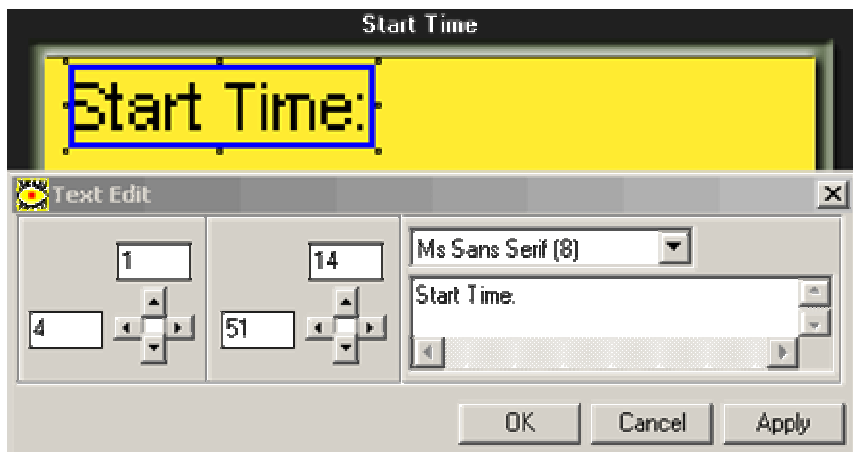 Start Time
Start Time:
Text Edit
1
14
Ms Sans Serif (8)
4
51
Start Time:
OK Cancel Apply